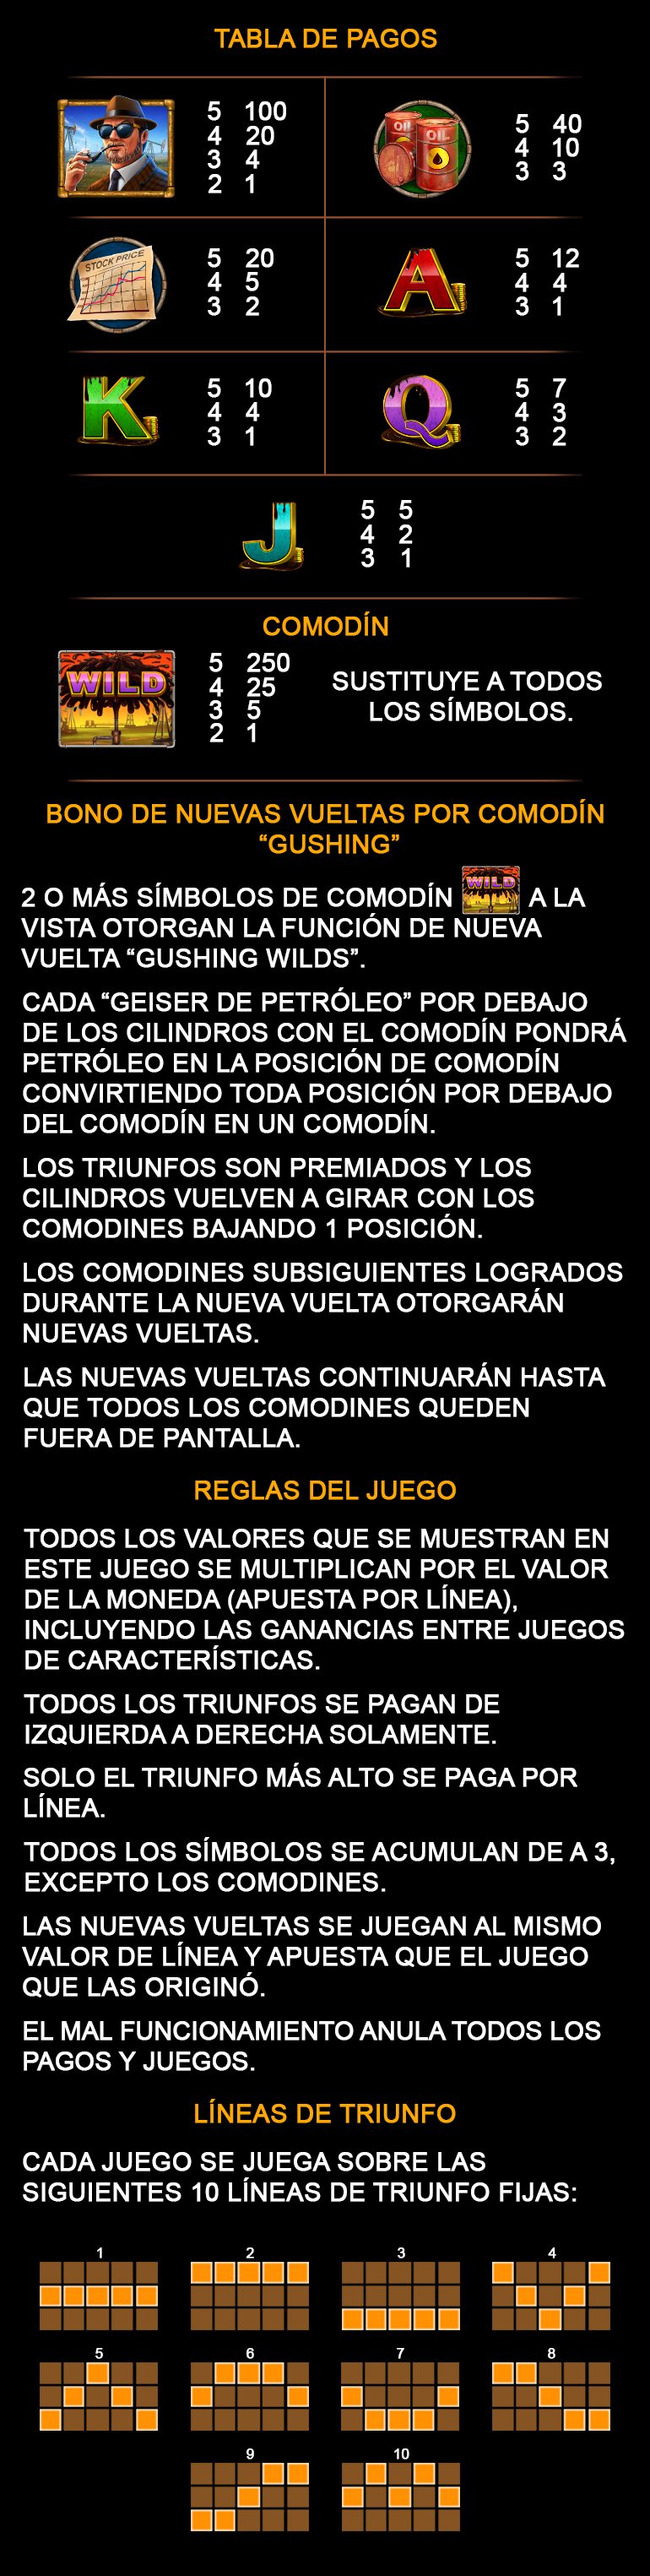 TABLA DE PAGOS
5 100
4 20
3 4
2 1
OIL OIL
5 40
4 10
3 3
STOCK PRICE
5 20
4 5
3 2
A
5 12
4 4
3 1
K
5 10
4 4
3 1
Q
5 7
4 3
3 2
J
5 5
4 2
3 1
COMODÍN
WILD
5 250
4 25
3 5
2 1
SUSTITUYE A TODOS
LOS SÍMBOLOS.
BONO DE NUEVAS VUELTAS POR COMODÍN
“GUSHING”
2 O MÁS SÍMBOLOS DE COMODÍN WILD A LA
VISTA OTORGAN LA FUNCIÓN DE NUEVA
VUELTA “GUSHING WILDS”.
CADA “GEISER DE PETRÓLEO” POR DEBAJO
DE LOS CILINDROS CON EL COMODÍN PONDRÁ
PETRÓLEO EN LA POSICIÓN DE COMODÍN
CONVIRTIENDO TODA POSICIÓN POR DEBAJO
DEL COMODÍN EN UN COMODÍN.
LOS TRIUNFOS SON PREMIADOS Y LOS
CILINDROS VUELVEN A GIRAR CON LOS
COMODINES BAJANDO 1 POSICIÓN.
LOS COMODINES SUBSIGUIENTES LOGRADOS
DURANTE LA NUEVA VUELTA OTORGARÁN
NUEVAS VUELTAS.
LAS NUEVAS VUELTAS CONTINUARÁN HASTA
QUE TODOS LOS COMODINES QUEDEN
FUERA DE PANTALLA.
REGLAS DEL JUEGO
TODOS LOS VALORES QUE SE MUESTRAN EN
ESTE JUEGO SE MULTIPLICAN POR EL VALOR
DE LA MONEDA (APUESTA POR LÍNEA),
INCLUYENDO LAS GANANCIAS ENTRE JUEGOS
DE CARACTERÍSTICAS.
TODOS LOS TRIUNFOS SE PAGAN DE
IZQUIERDA A DERECHA SOLAMENTE.
SOLO EL TRIUNFO MÁS ALTO SE PAGA POR
LÍNEA.
TODOS LOS SÍMBOLOS SE ACUMULAN DE A 3,
EXCEPTO LOS COMODINES.
LAS NUEVAS VUELTAS SE JUEGAN AL MISMO
VALOR DE LÍNEA Y APUESTA QUE EL JUEGO
QUE LAS ORIGINÓ.
EL MAL FUNCIONAMIENTO ANULA TODOS LOS
PAGOS Y JUEGOS.
LÍNEAS DE TRIUNFO
CADA JUEGO SE JUEGA SOBRE LAS
SIGUIENTES 10 LÍNEAS DE TRIUNFO FIJAS:
1 2 3 4
5 6 7 8
9 10